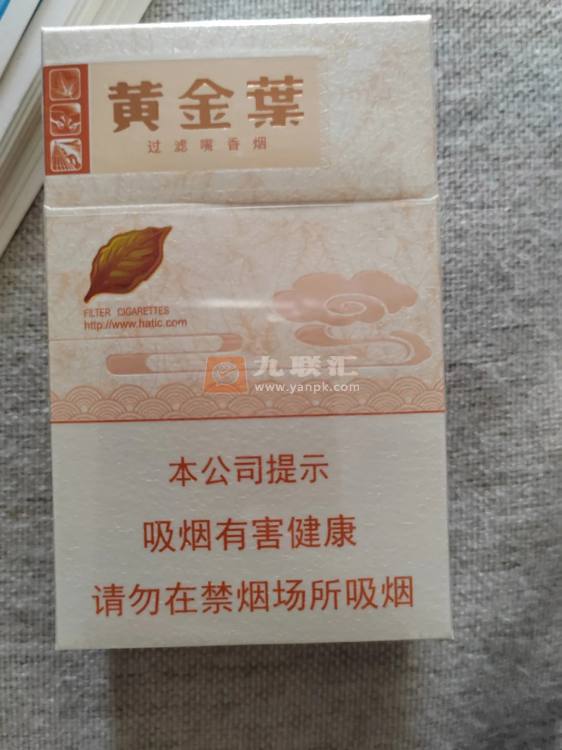 黄金葉
过滤嘴香烟
FILTER CIGARETTES
http://www.hatic.com
九联汇
www.yanpk.com
本公司提示
吸烟有害健康
请勿在禁烟场所吸烟